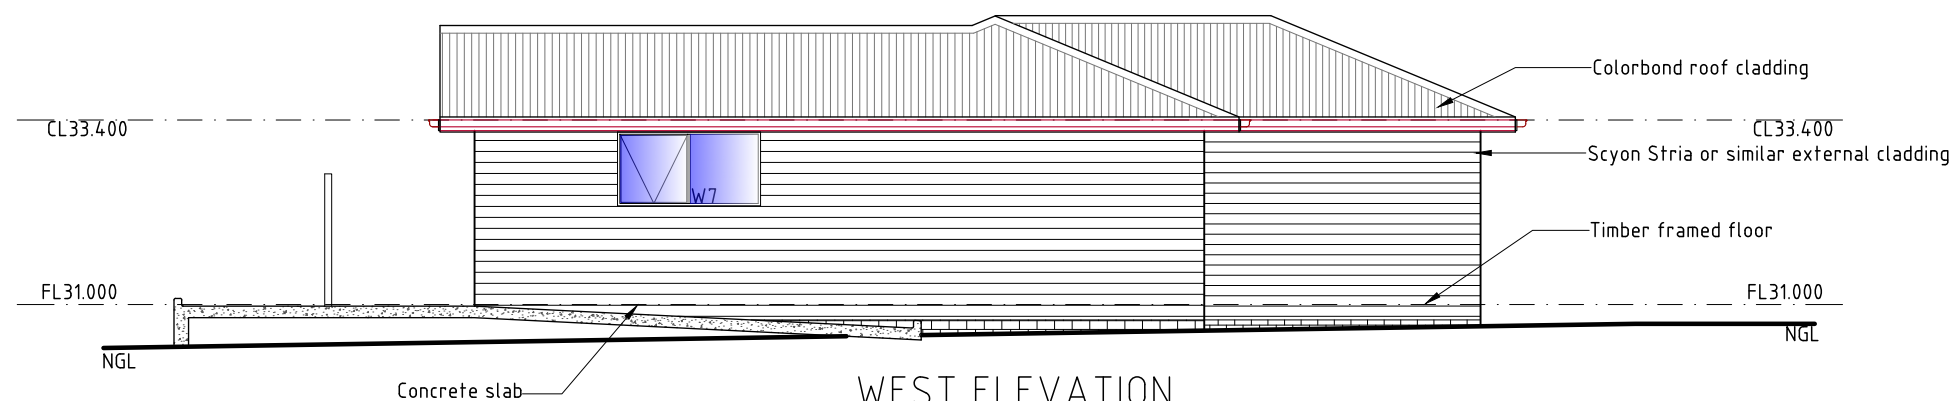 Colorbond roof cladding
CL33.400
CL33.400
Scyon Stria or similar external cladding
W7
Timber framed floor
FL31.000
FL31.000
NGL
NGL
Concrete slab
WEST ELEVATION